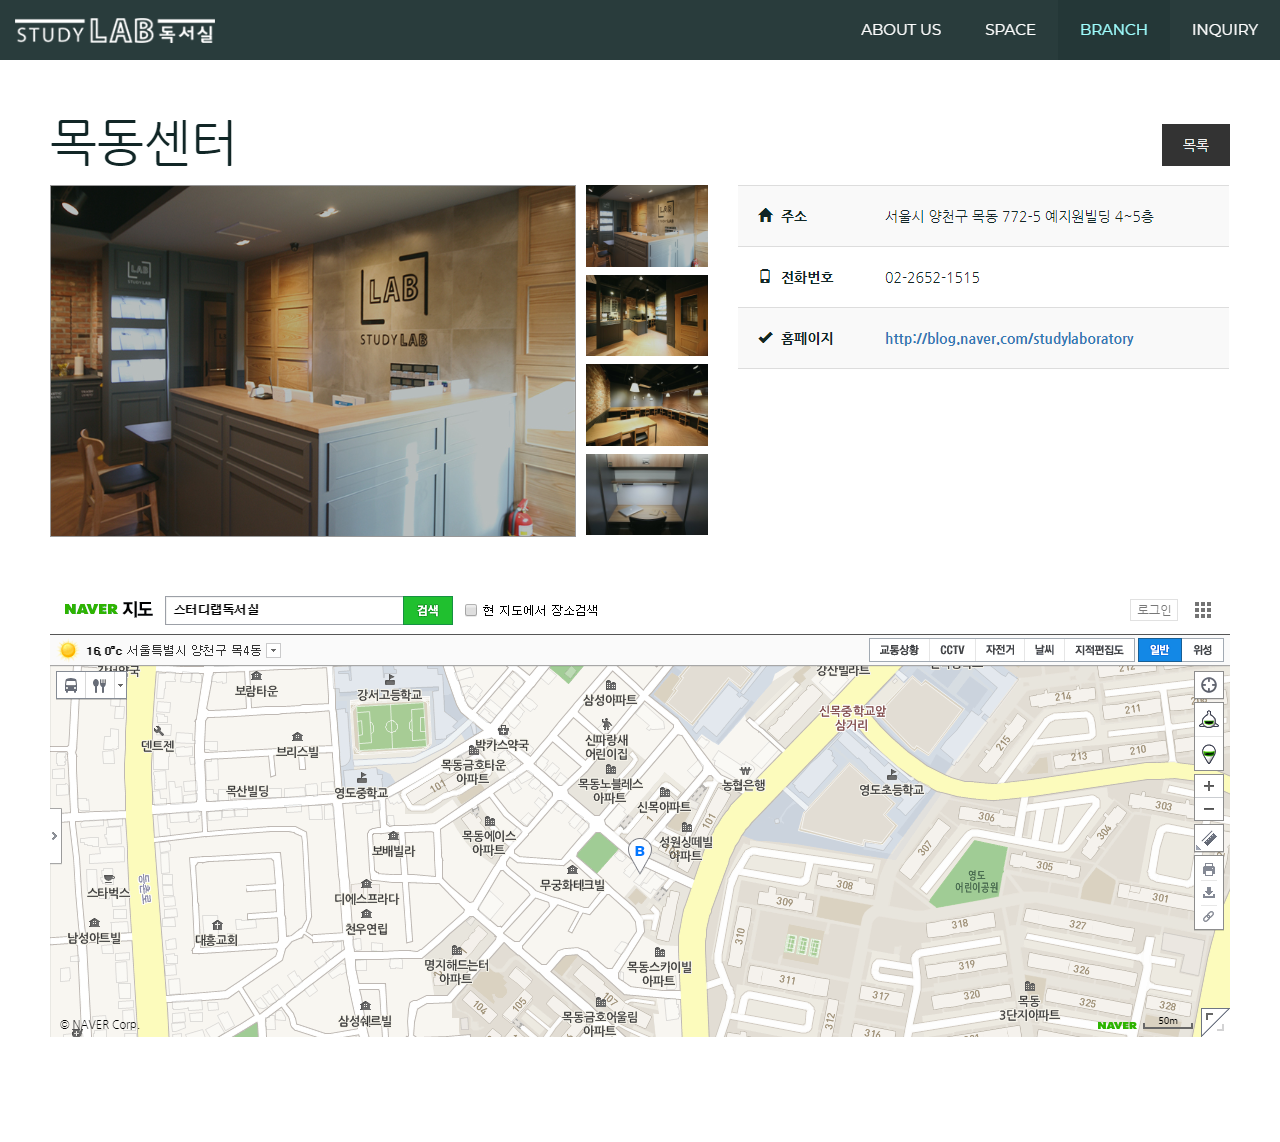 STUDY LAB 독서실
ABOUT US
SPACE
BRANCH
INQUIRY
목동센터
목록
LAB
STUDY LAB
LAB
STUDY LAB
주소
서울시 양천구 목동 772-5 예지원빌딩 4~5층
전화번호
02-2652-1515
홈페이지
http://blog.naver.com/studylaboratory
NAVER 지도
스터디랩독서실
검색
현 지도에서 장소검색
로그인
16.0℃ 서울특별시 양천구 목4동
교통상황
CCTV
자전거
날씨
지적편집도
일반
위성
강서약국
보람타운
강서고등학교
삼성아파트
강산빌라트
신목중학교앞
삼거리
212
214
211
213
210
215
덴트젠
브리스빌
박카스약국
신파랑새
어린이집
목동금호타운
아파트
목동노블레스
아파트
농협은행
영도초등학교
목산빌딩
영도중학교
101
신목아파트
101
303
304
306
목동에이스
아파트
성원상떼빌
아파트
307
보배빌라
B
영도
어린이공원
305
301
스타벅스
등촌로
무궁화테크빌
308
309
디에스프라다
천우연립
남성아트빌
대흥교회
310
318
327
명지해드는터
아파트
목동스카이빌
아파트
319
326
311
104
105
107
317
320
목동
3단지아파트
325
328
312
삼성쉐르빌
목동금호어울림
아파트
© NAVER Corp.
NAVER
50m